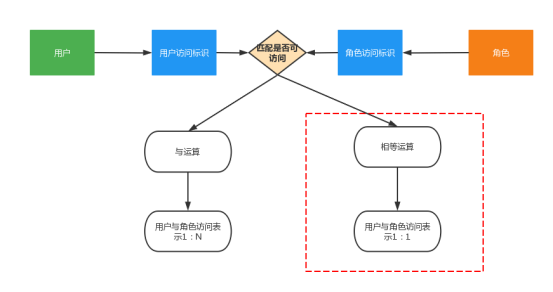 用户
用户访问标识
匹配是否可
访问
角色访问标识
角色
与运算
相等运算
用户与角色访问表
示1：N
用户与角色访问表
示1：1